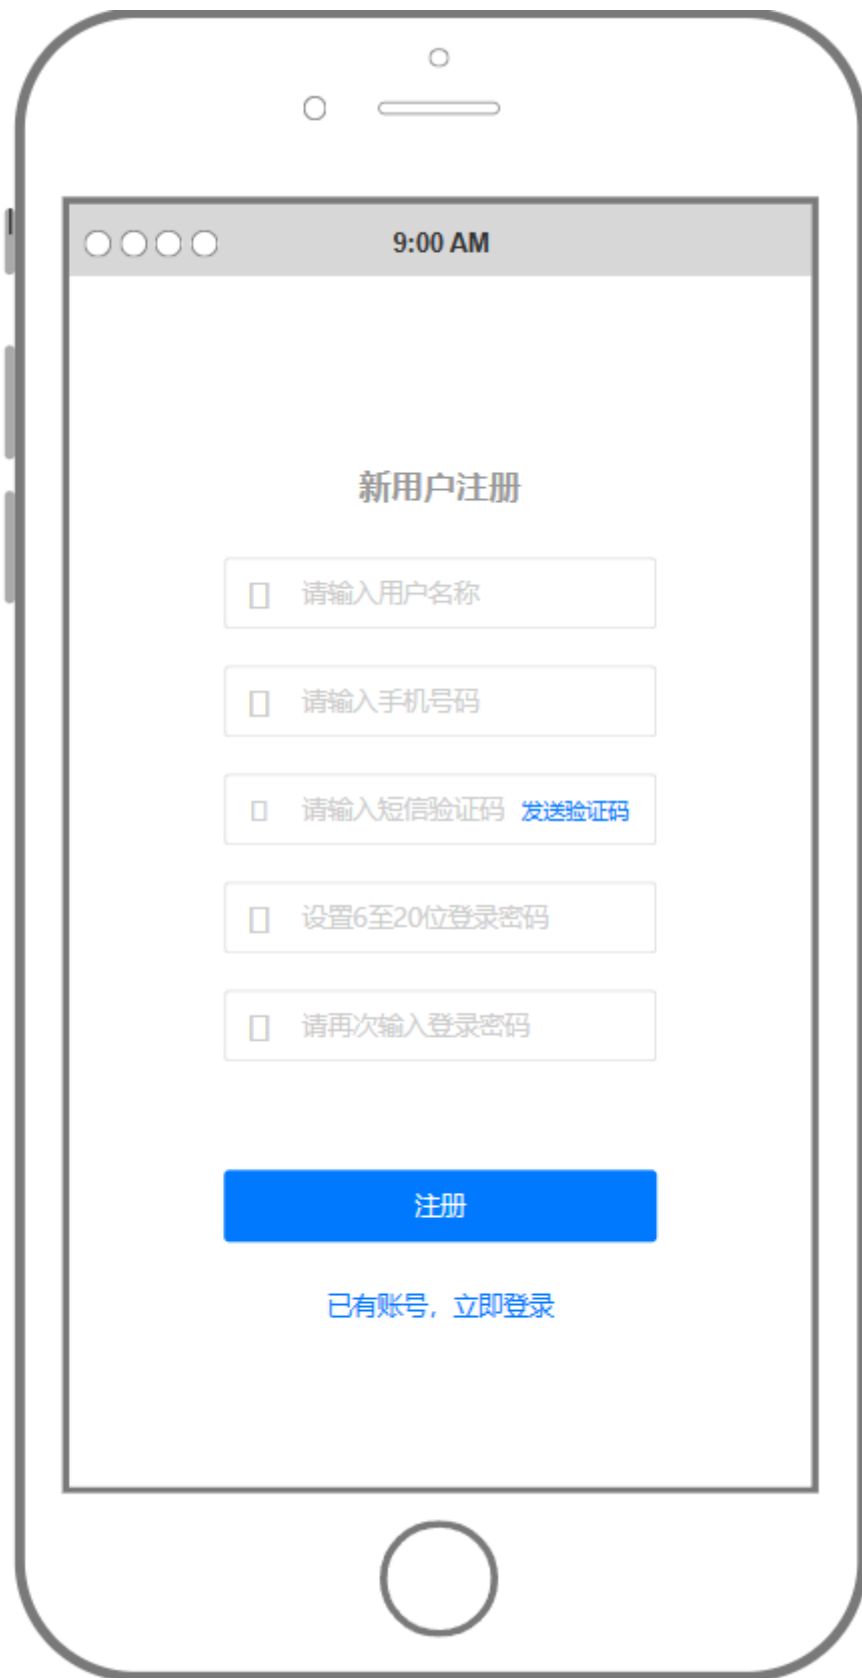 9:00 AM
新用户注册
请输入用户名称
请输入手机号码
请输入短信验证码 发送验证码
设置6至20位登录密码
请再次输入登录密码
注册
已有账号，立即登录